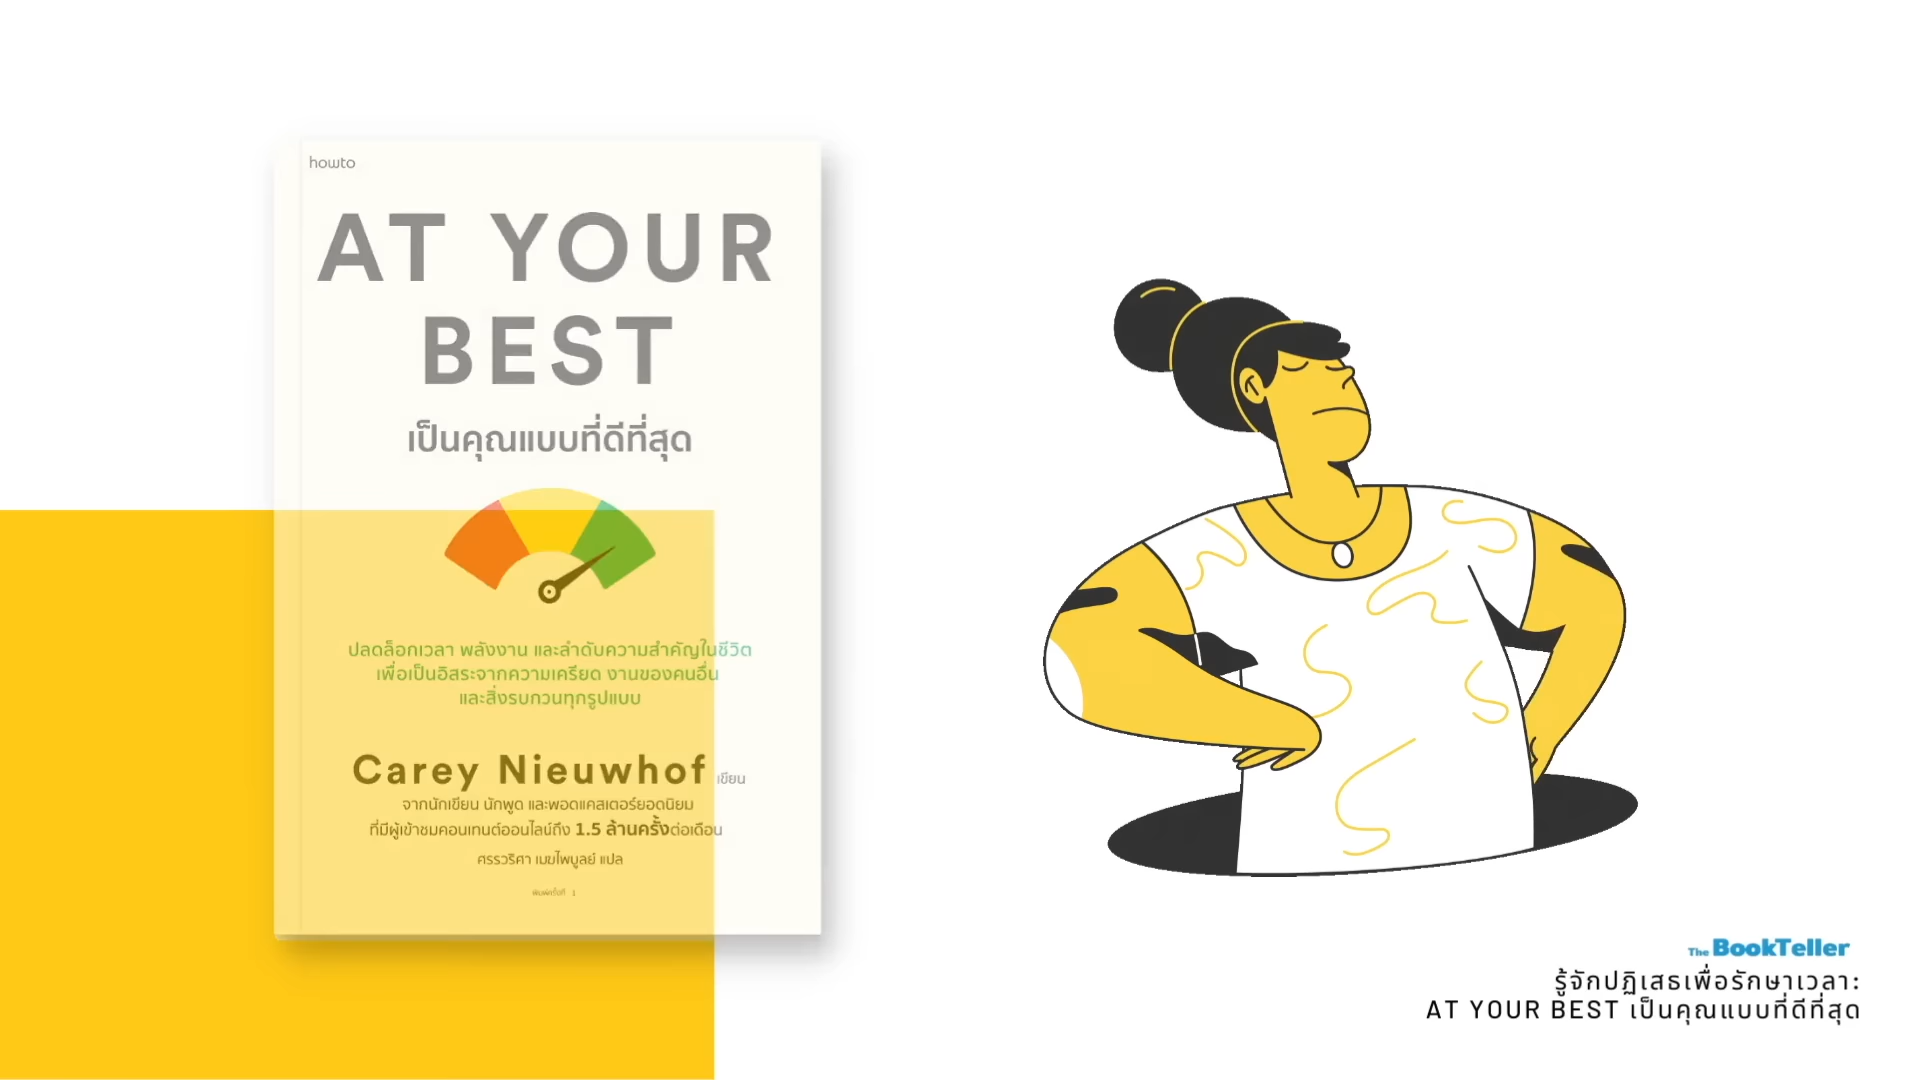 howto
AT YOUR
BEST
เป็นคุณแบบที่ดีที่สุด
ปลดล็อกเวลา พลังงาน และลำดับความสำคัญในชีวิต
เพื่อเป็นอิสระจากความเครียด งานของคนอื่น
และสิ่งรบกวนทุกรูปแบบ
Carey Nieuwhof เขียน
จากนักเขียน นักพูด และพอดแคสเตอร์ยอดนิยม
ที่มีผู้เข้าชมคอนเทนต์ออนไลน์ถึง 1.5 ล้านครั้งต่อเดือน
ศรรวริศา เมฆไพบูลย์ แปล
พิมพ์ครั้งที่ 1
The BookTeller
รู้จักปฏิเสธเพื่อรักษาเวลา:
AT YOUR BEST เป็นคุณแบบที่ดีที่สุด